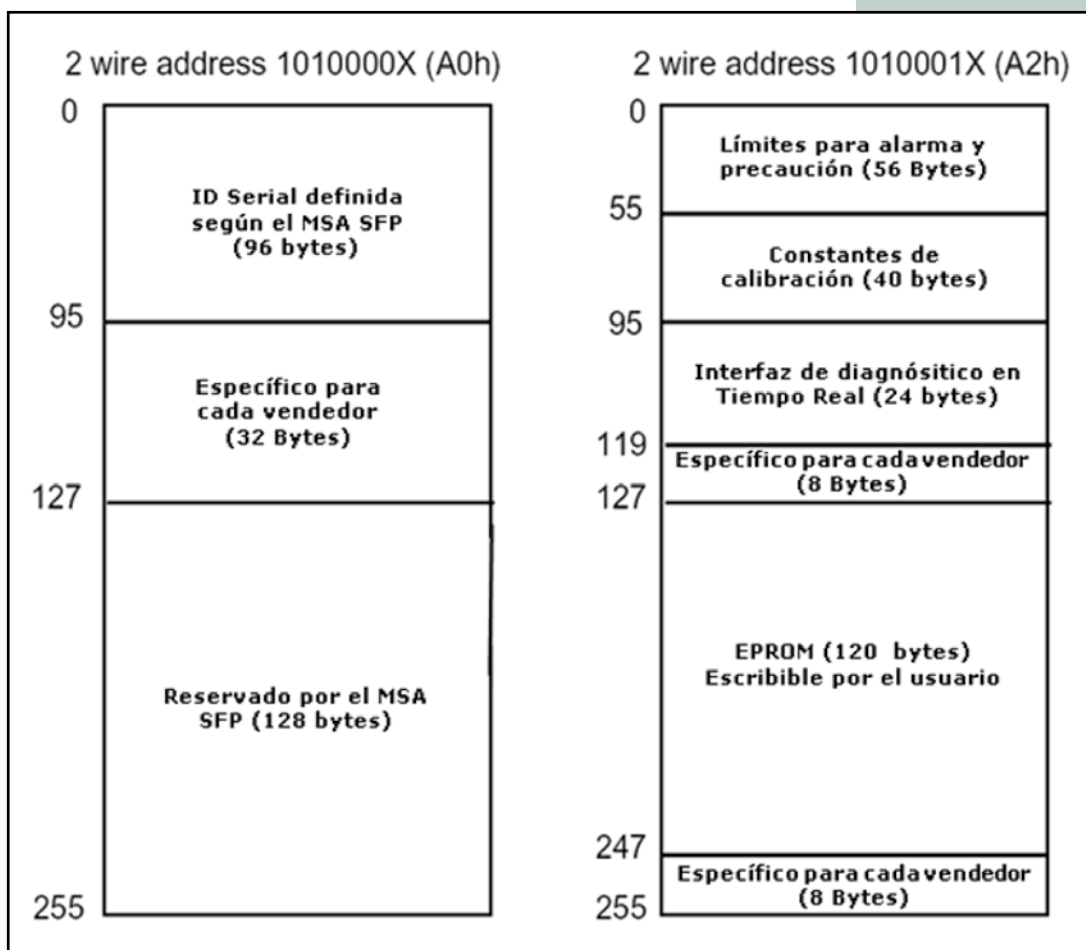 2 wire address 1010000X (A0h)
0
ID Serial definida
según el MSA SFP
(96 bytes)
95
Específico para
cada vendedor
(32 Bytes)
127
Reservado por el MSA
SFP (128 bytes)
255
2 wire address 1010001X (A2h)
0
Límites para alarma y
precaución (56 Bytes)
55
Constantes de
calibración (40 bytes)
95
Interfaz de diagnósitico en
Tiempo Real (24 bytes)
119
Específico para cada vendedor
(8 Bytes)
127
EPROM (120 bytes)
Escribible por el usuario
247
Específico para cada vendedor
(8 Bytes)
255